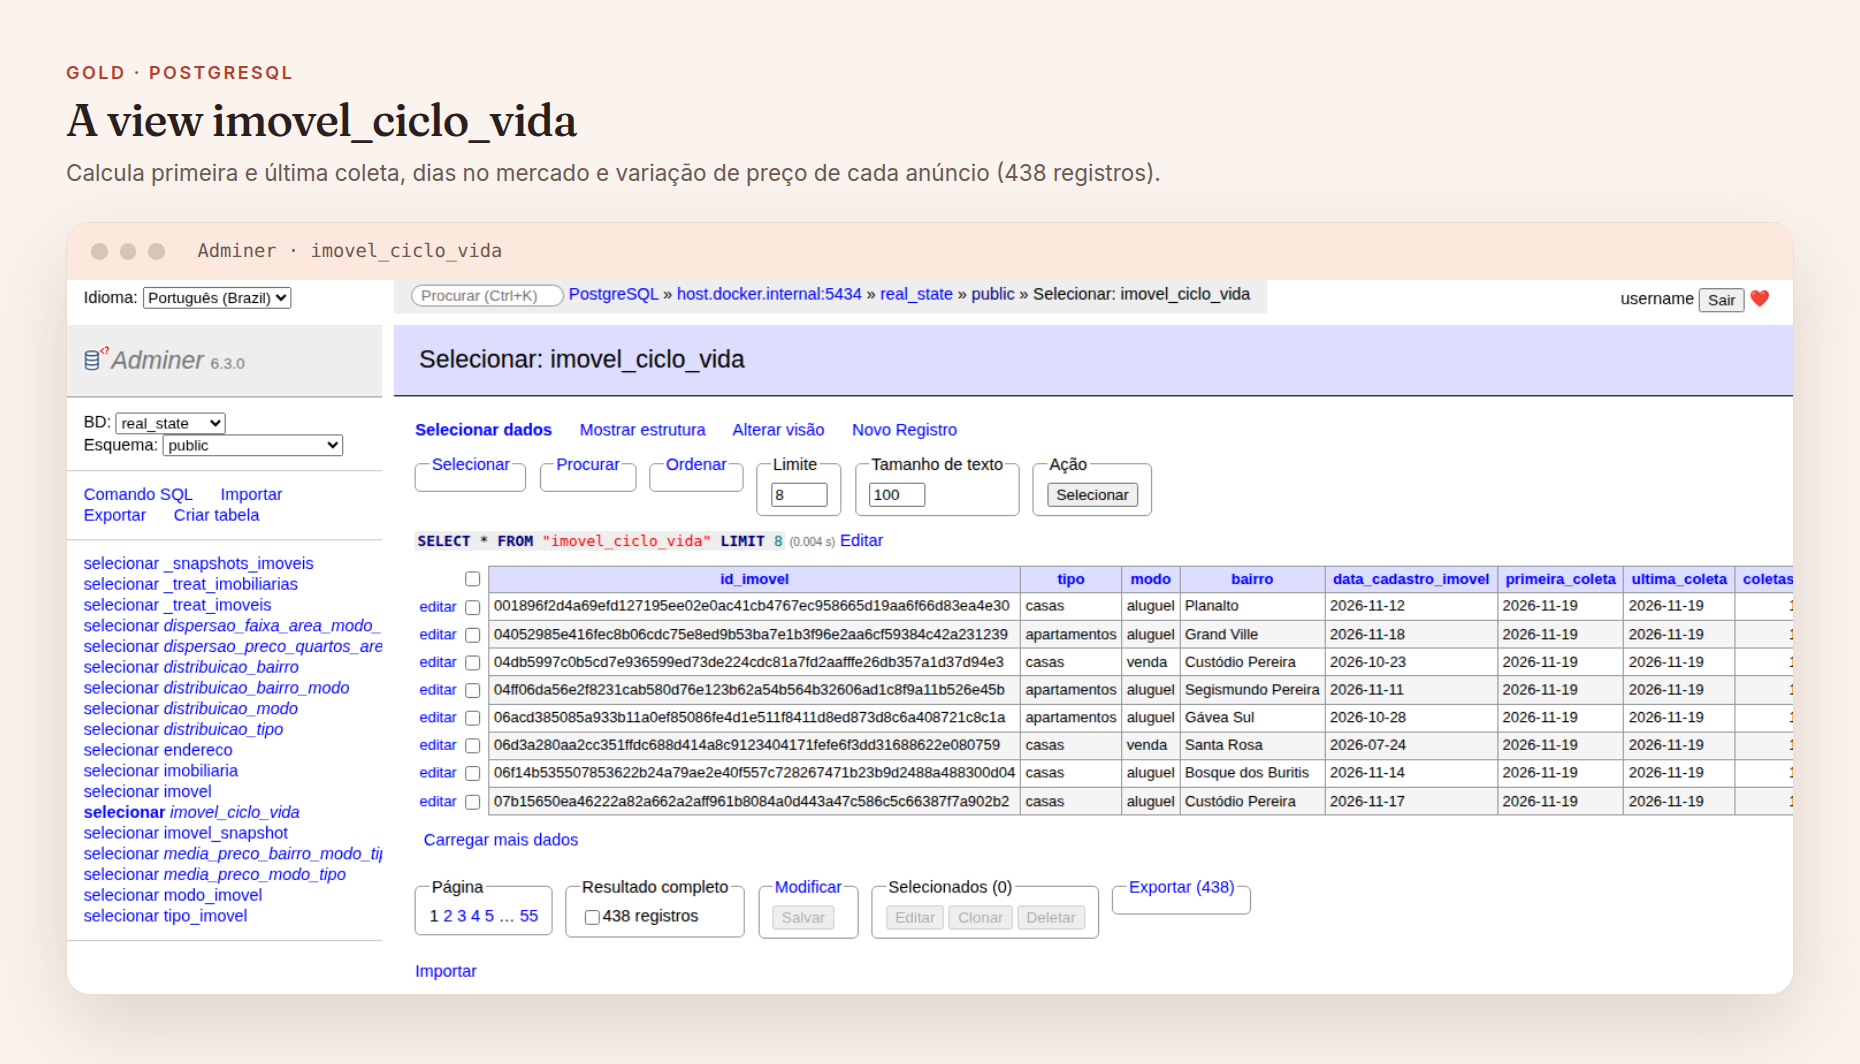 GOLD · POSTGRESQL
A view imovel_ciclo_vida
Calcula primeira e última coleta, dias no mercado e variação de preço de cada anúncio (438 registros).
Adminer · imovel_ciclo_vida
Idioma: Português (Brazil)
Procurar (Ctrl+K) PostgreSQL » host.docker.internal:5434 » real_state » public » Selecionar: imovel_ciclo_vida
username Sair
Adminer 6.3.0
Selecionar: imovel_ciclo_vida
BD: real_state
Esquema: public
Comando SQL Importar
Exportar Criar tabela
selecionar _snapshots_imoveis
selecionar _treat_imobiliarias
selecionar _treat_imoveis
selecionar dispersao_faixa_area_modo_
selecionar dispersao_preco_quartos_are
selecionar distribuicao_bairro
selecionar distribuicao_bairro_modo
selecionar distribuicao_modo
selecionar distribuicao_tipo
selecionar endereco
selecionar imobiliaria
selecionar imovel
selecionar imovel_ciclo_vida
selecionar imovel_snapshot
selecionar media_preco_bairro_modo_tip
selecionar media_preco_modo_tipo
selecionar modo_imovel
selecionar tipo_imovel
Selecionar dados Mostrar estrutura Alterar visão Novo Registro
Selecionar Procurar Ordenar Limite Tamanho de texto Ação
8 100 Selecionar
SELECT * FROM "imovel_ciclo_vida" LIMIT 8 (0.004 s) Editar
id_imovel tipo modo bairro data_cadastro_imovel primeira_coleta ultima_coleta coletas
editar 001896f2d4a69efd127195ee02e0ac41cb4767ec958665d19aa6f66d83ea4e30 casas aluguel Planalto 2026-11-12 2026-11-19 2026-11-19 1
editar 04052985e416fec8b06cdc75e8ed9b53ba7e1b3f96e2aa6cf59384c42a231239 apartamentos aluguel Grand Ville 2026-11-18 2026-11-19 2026-11-19 1
editar 04db5997c0b5cd7e936599ed73de224cdc81a7fd2aafffe26db357a1d37d94e3 casas venda Custódio Pereira 2026-10-23 2026-11-19 2026-11-19 1
editar 04ff06da56e2f8231cab580d76e123b62a54b564b32606ad1c8f9a11b526e45b apartamentos aluguel Segismundo Pereira 2026-11-11 2026-11-19 2026-11-19 1
editar 06acd385085a933b11a0ef85086fe4d1e511f8411d8ed873d8c6a408721c8c1a apartamentos aluguel Gávea Sul 2026-10-28 2026-11-19 2026-11-19 1
editar 06d3a280aa2cc351ffdc688d414a8c9123404171fefe6f3dd31688622e080759 casas venda Santa Rosa 2026-07-24 2026-11-19 2026-11-19 1
editar 06f14b535507853622b24a79ae2e40f557c728267471b23b9d2488a488300d04 casas aluguel Bosque dos Buritis 2026-11-14 2026-11-19 2026-11-19 1
editar 07b15650ea46222a82a662a2aff961b8084a0d443a47c586c5c66387f7a902b2 casas aluguel Custódio Pereira 2026-11-17 2026-11-19 2026-11-19 1
Carregar mais dados
Página Resultado completo Modificar Selecionados (0) Exportar (438)
1 2 3 4 5 … 55 438 registros Salvar Editar Clonar Deletar
Importar